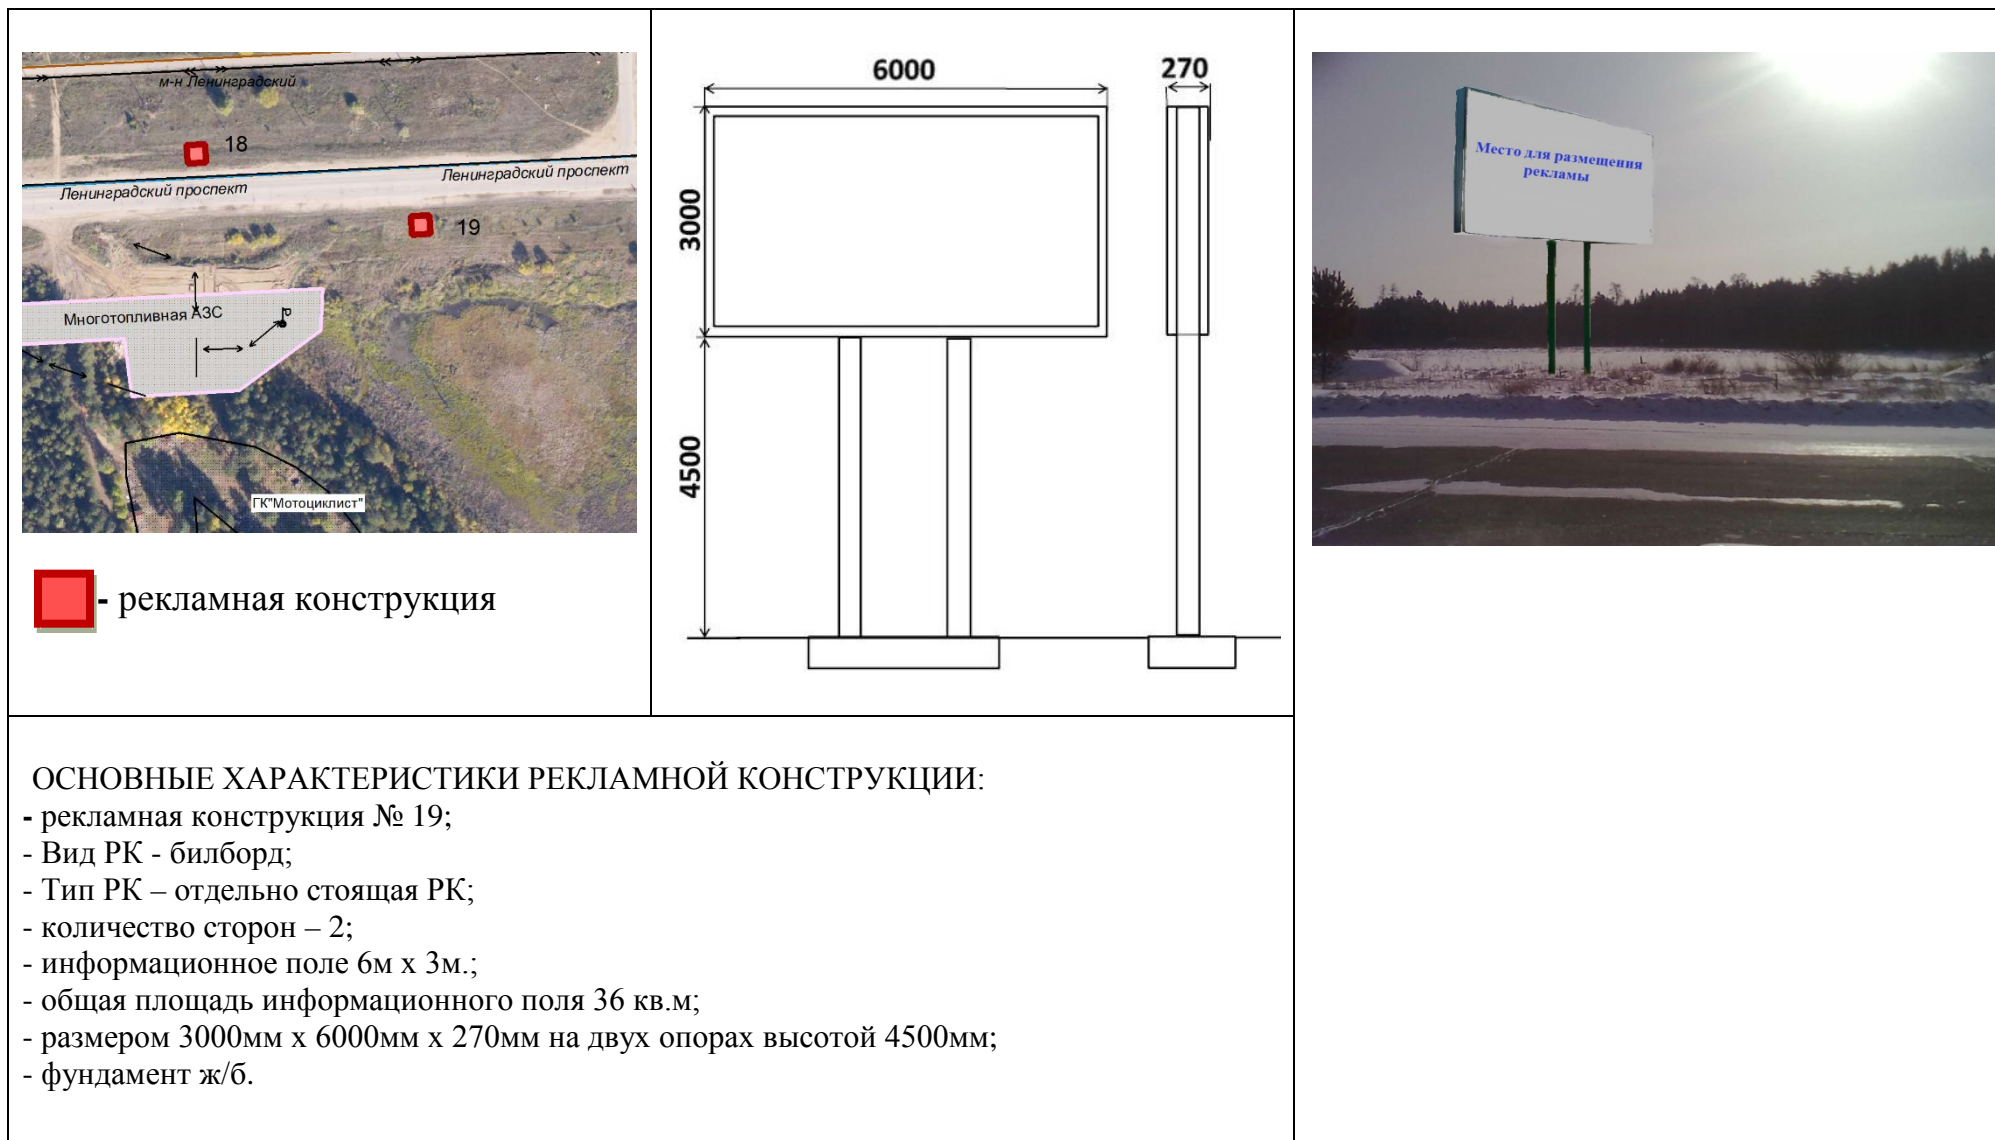 м-н Ленинградский
18
Ленинградский проспект
Ленинградский проспект
19
Многотопливная АЗС
ГК"Мотоциклист"
- рекламная конструкция
6000
270
3000
4500
Место для размещения
рекламы
ОСНОВНЫЕ ХАРАКТЕРИСТИКИ РЕКЛАМНОЙ КОНСТРУКЦИИ:
- рекламная конструкция № 19;
- Вид РК - билборд;
- Тип РК – отдельно стоящая РК;
- количество сторон – 2;
- информационное поле 6м х 3м.;
- общая площадь информационного поля 36 кв.м;
- размером 3000мм х 6000мм х 270мм на двух опорах высотой 4500мм;
- фундамент ж/б.